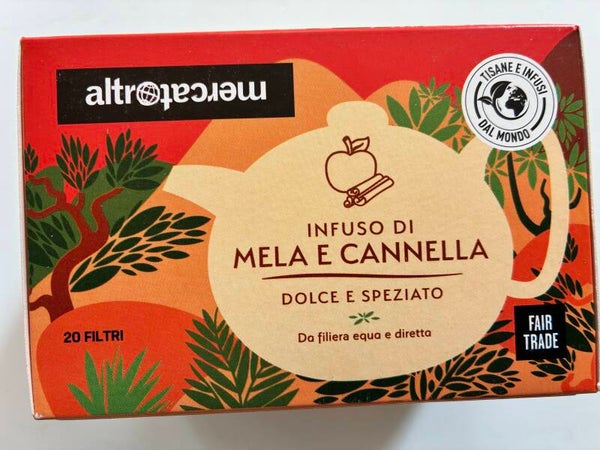 altromercato
TISANE E INFUSI
DAL MONDO
INFUSO DI
MELA E CANNELLA
DOLCE E SPEZIATO
Da filiera equa e diretta
20 FILTRI
FAIR
TRADE